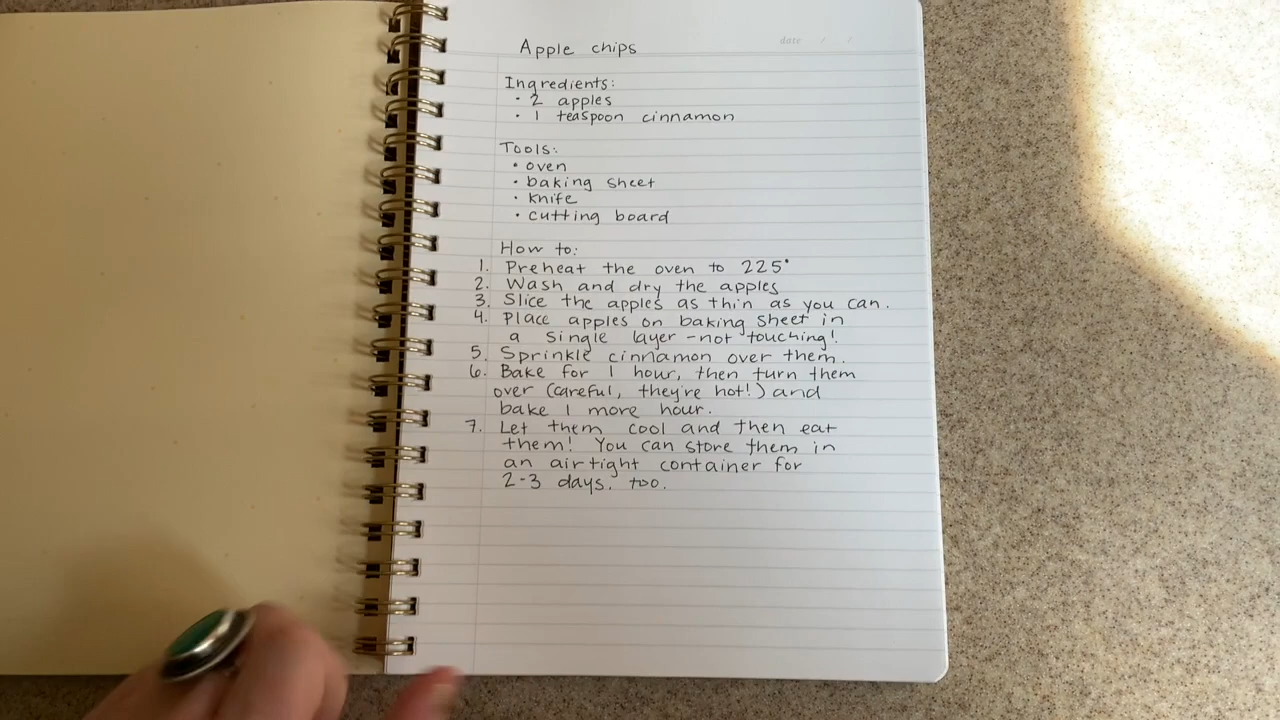 date / /
Apple chips
Ingredients:
• 2 apples
• 1 teaspoon cinnamon
Tools:
• oven
• baking sheet
• knife
• cutting board
How to:
1. Preheat the oven to 225°
2. Wash and dry the apples
3. Slice the apples as thin as you can.
4. Place apples on baking sheet in
a single layer - not touching!
5. Sprinkle cinnamon over them.
6. Bake for 1 hour, then turn them
over (careful, they're hot!) and
bake 1 more hour.
7. Let them cool and then eat
them! You can store them in
an airtight container for
2-3 days, too.